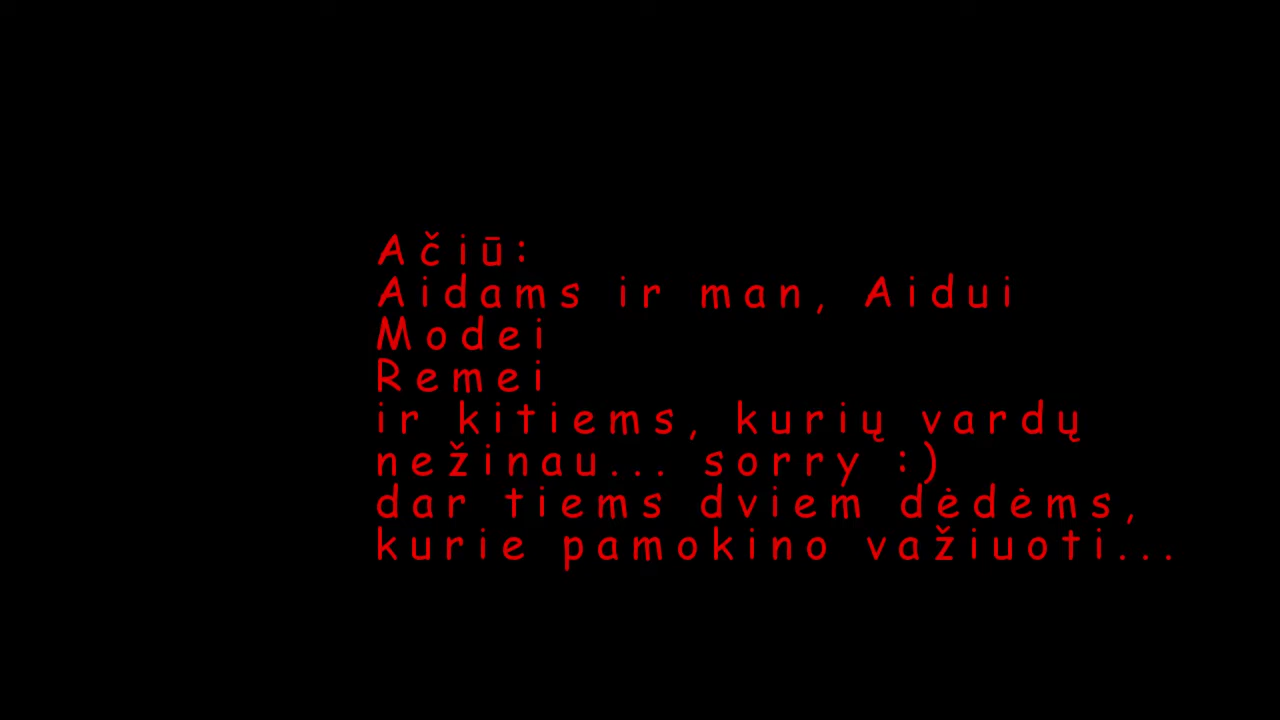 Ačiū:
Aidams ir man, Aidui
Modei
Remei
ir kitiems, kurių vardų
nežinau... sorry :)
dar tiems dviem dėdėms,
kurie pamokino važiuoti...